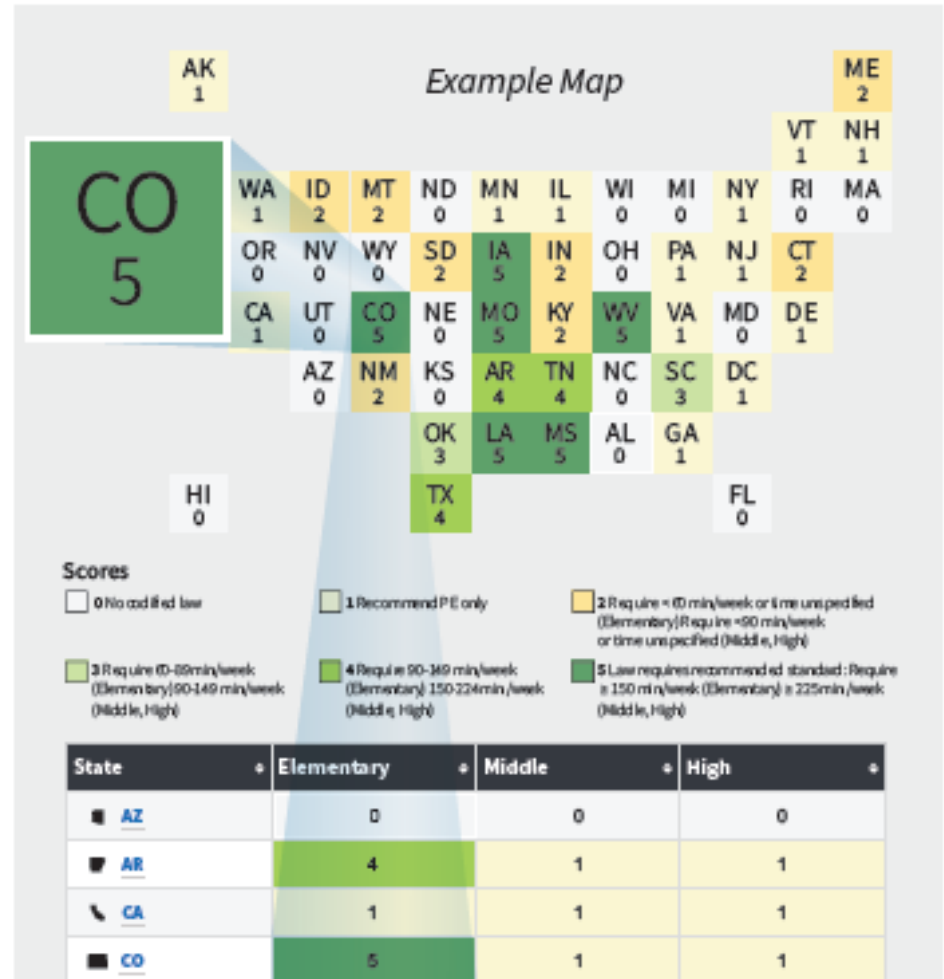 AK
1
Example Map
ME
2
VT NH
1 1
CO
5
WA ID MT ND MN IL WI MI NY RI MA
1 2 2 0 1 1 0 0 1 0 0
OR NV WY SD IA IN OH PA NJ CT
0 0 0 2 5 2 0 1 1 2
CA UT CO NE MO KY WV VA MD DE
1 0 5 0 5 2 5 1 0 1
AZ NM KS AR TN NC SC DC
0 2 0 4 4 0 3 1
OK LA MS AL GA
3 5 5 0 1
HI TX FL
0 4 0
Scores
0 No codified law
1 Recommend PE only
2 Require < 60 min/week or time unspecified
(Elementary) Require <90 min/week
or time unspecified (Middle, High)
3 Require 60-89 min/week
(Elementary) 90-149 min/week
(Middle, High)
4 Require 90-149 min/week
(Elementary) 150-224 min/week
(Middle, High)
5 Law requires recommended standard: Require
≥ 150 min/week (Elementary) ≥ 225 min/week
(Middle, High)
State Elementary Middle High
AZ 0 0 0
AR 4 1 1
CA 1 1 1
CO 5 1 1